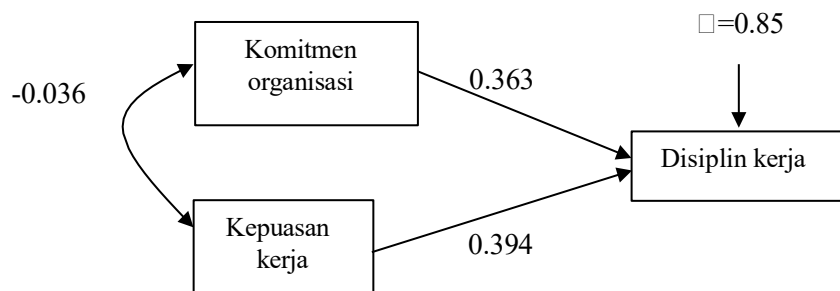 □=0.85
Komitmen
organisasi
-0.036
0.363
Disiplin kerja
Kepuasan
kerja
0.394